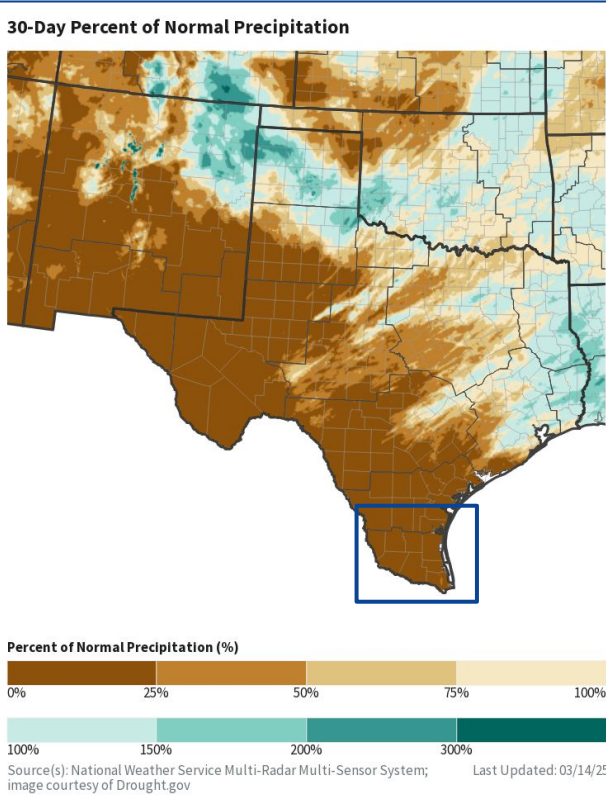 30-Day Percent of Normal Precipitation
Percent of Normal Precipitation (%)
0% 25% 50% 75% 100%
100% 150% 200% 300%
Source(s): National Weather Service Multi-Radar Multi-Sensor System; Last Updated: 03/14/25
image courtesy of Drought.gov